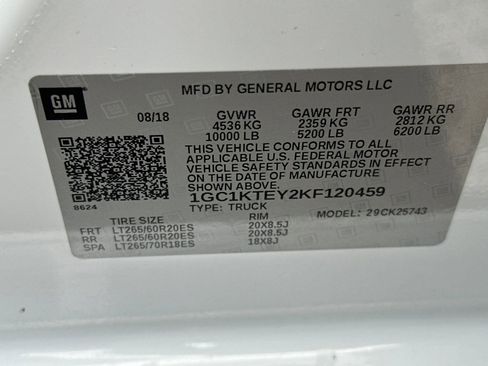 MFD BY GENERAL MOTORS LLC
GM
08/18 GVWR GAWR FRT GAWR RR
4536 KG 2359 KG 2812 KG
10000 LB 5200 LB 6200 LB
THIS VEHICLE CONFORMS TO ALL
APPLICABLE U.S. FEDERAL MOTOR
VEHICLE SAFETY STANDARDS IN EFFECT
ON THE DATE OF MANUFACTURE
SHOWN ABOVE.
1GC1KTEY2KF120459
8624 TYPE: TRUCK MODEL: 29CK25743
TIRE SIZE RIM
FRT LT265/60R20ES 20X8.5J
RR LT265/60R20ES 20X8.5J
SPA LT265/70R18ES 18X8J